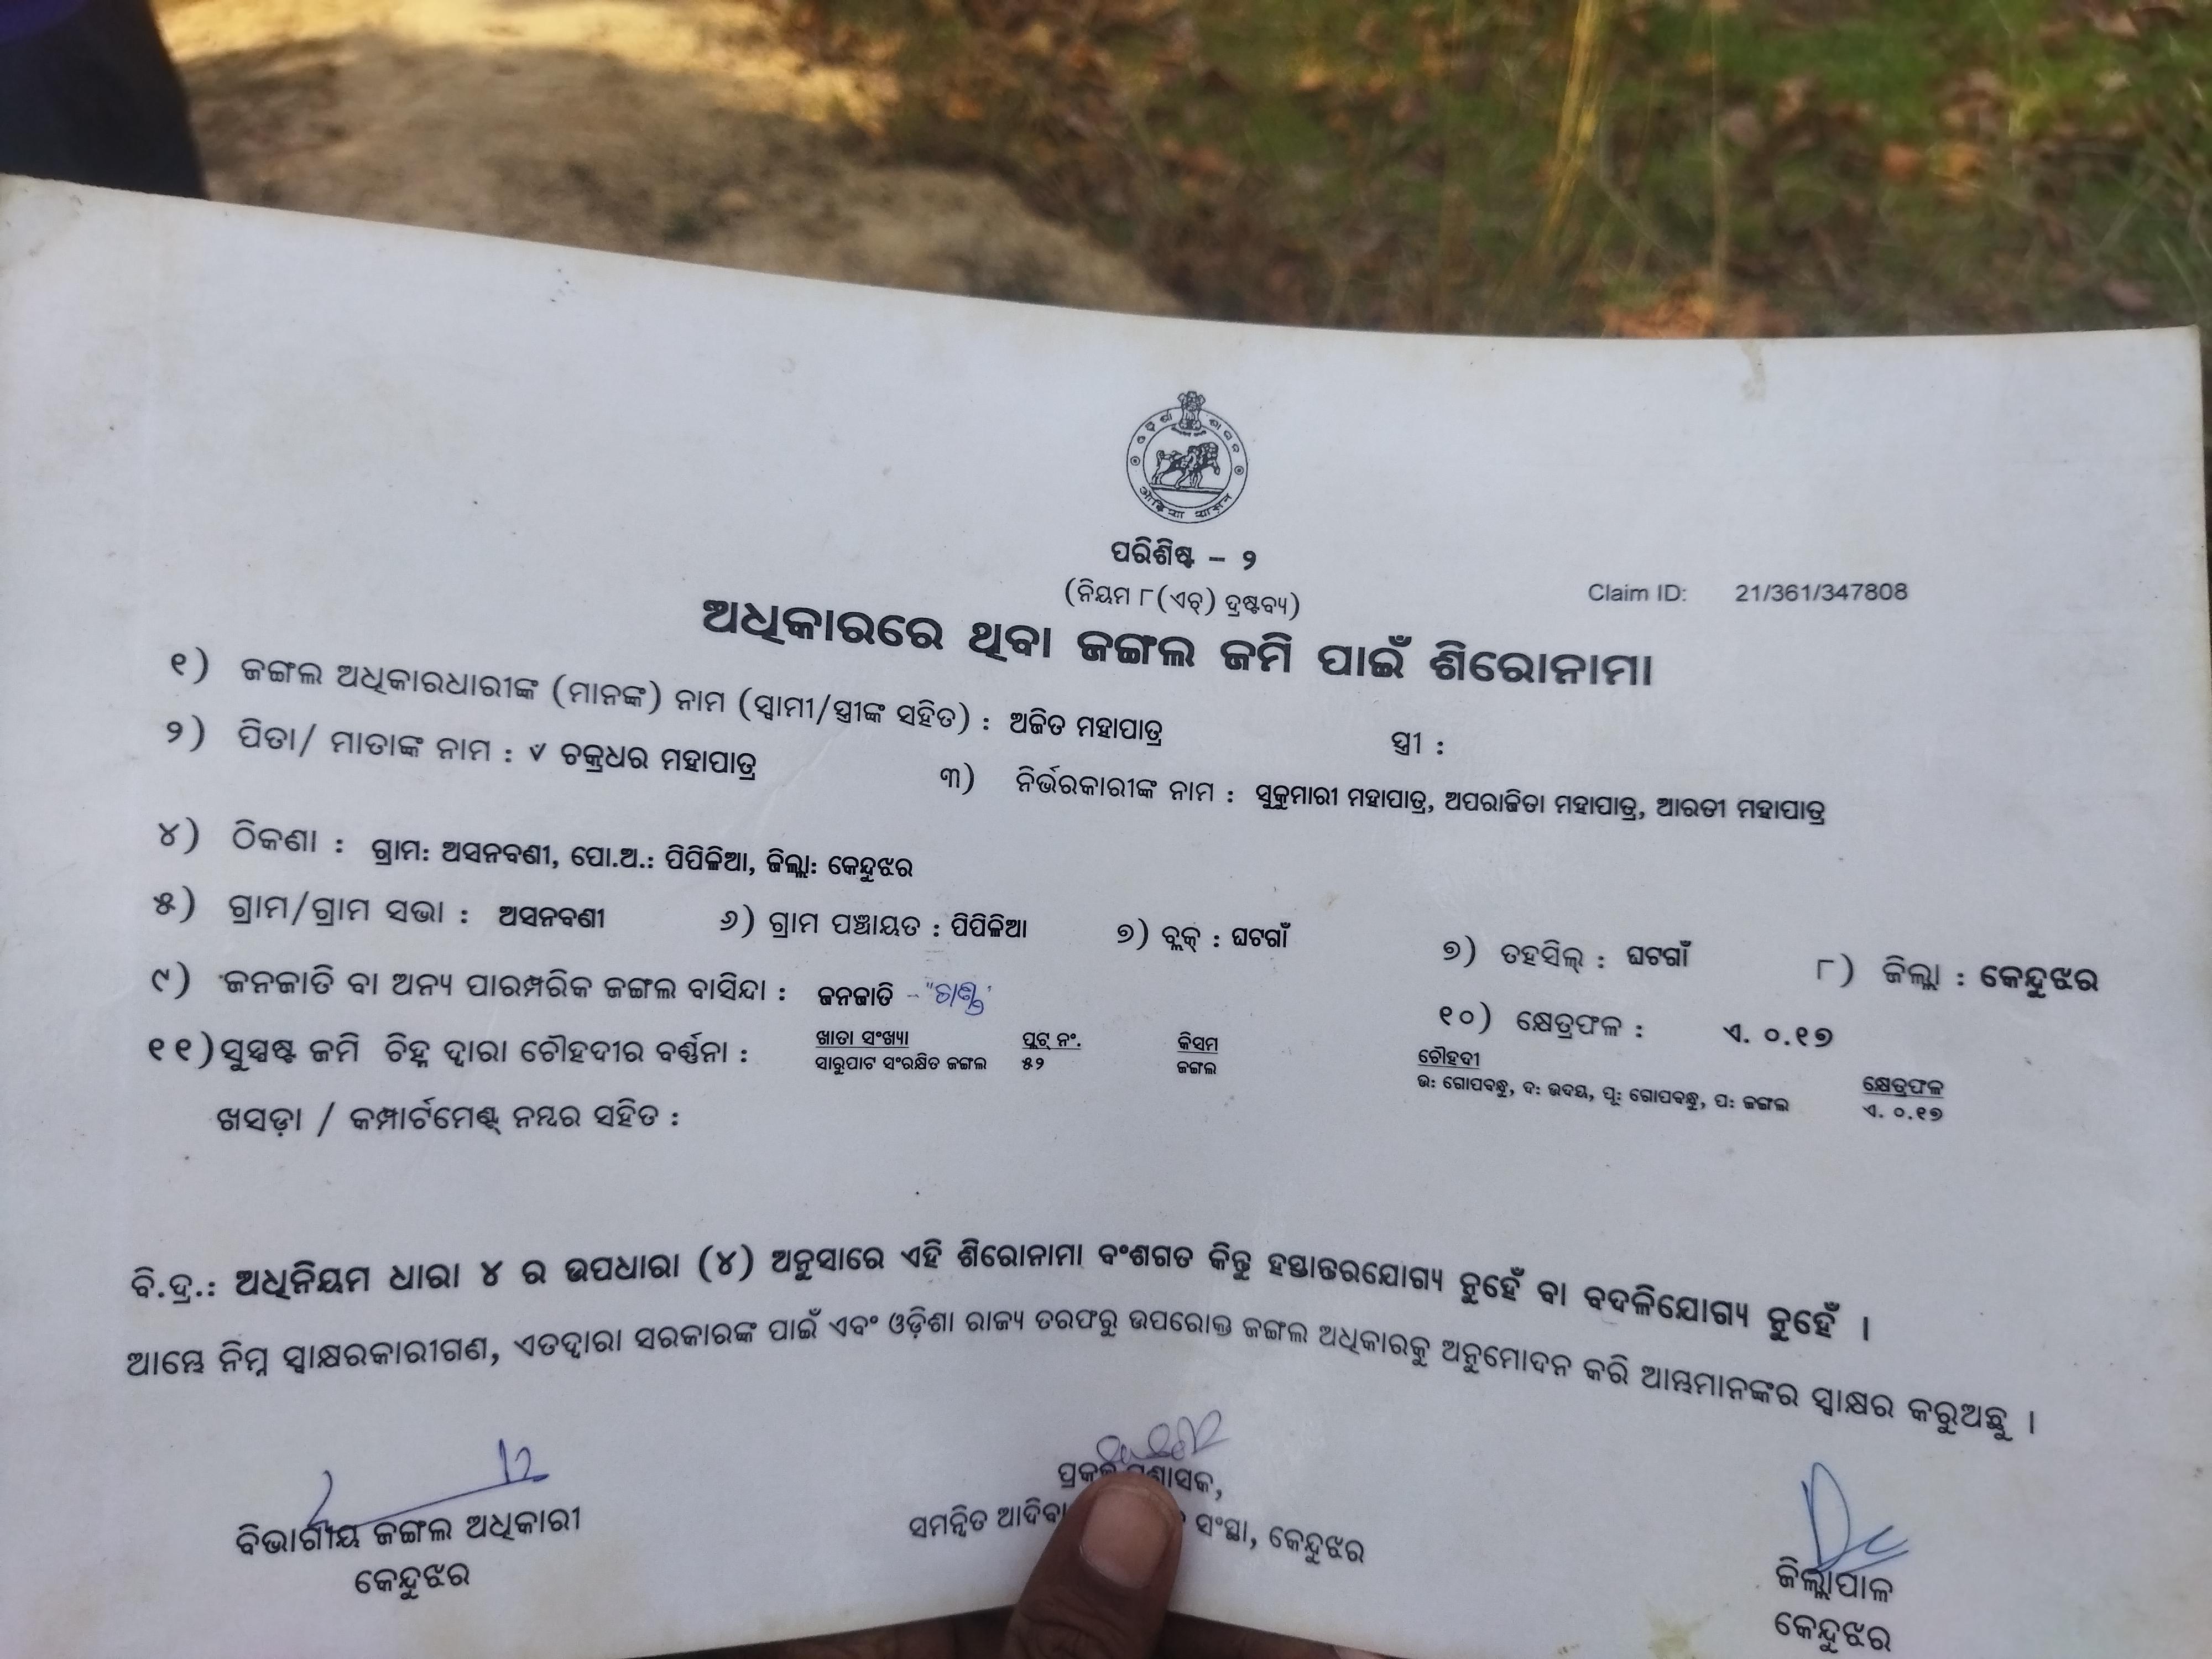 ପରିଶିଷ୍ଟ – ୨
(ନିୟମ ୮(ଏଚ୍) ଦ୍ରଷ୍ଟବ୍ୟ)
Claim ID: 21/361/347808
ଅଧିକାରରେ ଥିବା ଜଙ୍ଗଲ ଜମି ପାଇଁ ଶିରୋନାମା
୧) ଜଙ୍ଗଲ ଅଧିକାରଧାରୀଙ୍କ (ମାନଙ୍କ) ନାମ (ସ୍ୱାମୀ/ସ୍ତ୍ରୀଙ୍କ ସହିତ) : ଅଜିତ ମହାପାତ୍ର ସ୍ତ୍ରୀ :
୨) ପିତା/ ମାତାଙ୍କ ନାମ : ଚକ୍ରଧର ମହାପାତ୍ର ୩) ନିର୍ଭରକାରୀଙ୍କ ନାମ : ସୁକୁମାରୀ ମହାପାତ୍ର, ଅପରାଜିତା ମହାପାତ୍ର, ଆରତୀ ମହାପାତ୍ର
୪) ଠିକଣା : ଗ୍ରାମ: ଅସନବଣୀ, ପୋ.ଅ.: ପିପିଳିଆ, ଜିଲ୍ଲା: କେନ୍ଦୁଝର
୫) ଗ୍ରାମ/ଗ୍ରାମ ସଭା : ଅସନବଣୀ ୬) ଗ୍ରାମ ପଞ୍ଚାୟତ : ପିପିଳିଆ ୭) ବ୍ଲକ୍ : ଘଟଗାଁ ୭) ତହସିଲ୍ : ଘଟଗାଁ ୮) ଜିଲ୍ଲା : କେନ୍ଦୁଝର
୯) ଜନଜାତି ବା ଅନ୍ୟ ପାରମ୍ପରିକ ଜଙ୍ଗଲ ବାସିନ୍ଦା : ଜନଜାତି – ୧୦) କ୍ଷେତ୍ରଫଳ : ଏ. ୦.୧୭
୧୧) ସୁସ୍ପଷ୍ଟ ଜମି ଚିହ୍ନ ଦ୍ୱାରା ଚୌହଦୀର ବର୍ଣ୍ଣନା : ଖାତା ସଂଖ୍ୟା ପ୍ଲଟ୍ ନଂ. କିସମ ଚୌହଦୀ କ୍ଷେତ୍ରଫଳ
ସାରୁପାଟ ସଂରକ୍ଷିତ ଜଙ୍ଗଲ ୫୨ ଜଙ୍ଗଲ ଉ: ଗୋପବନ୍ଧୁ, ଦ: ଉଦୟ, ପୂ: ଗୋପବନ୍ଧୁ, ପ: ଜଙ୍ଗଲ ଏ. ୦.୧୭
ଖସଡ଼ା / କମ୍ପାର୍ଟମେଣ୍ଟ୍ ନମ୍ବର ସହିତ :
ବି.ଦ୍ର.: ଅଧିନିୟମ ଧାରା ୪ ର ଉପଧାରା (୪) ଅନୁସାରେ ଏହି ଶିରୋନାମା ବଂଶଗତ କିନ୍ତୁ ହସ୍ତାନ୍ତରଯୋଗ୍ୟ ନୁହେଁ ବା ବଦଳିଯୋଗ୍ୟ ନୁହେଁ ।
ଆମ୍ଭେ ନିମ୍ନ ସ୍ୱାକ୍ଷରକାରୀଗଣ, ଏତଦ୍ୱାରା ସରକାରଙ୍କ ପାଇଁ ଏବଂ ଓଡ଼ିଶା ରାଜ୍ୟ ତରଫରୁ ଉପରୋକ୍ତ ଜଙ୍ଗଲ ଅଧିକାରକୁ ଅନୁମୋଦନ କରି ଆମ୍ଭମାନଙ୍କର ସ୍ୱାକ୍ଷର କରୁଅଛୁ ।
ବିଭାଗୀୟ ଜଙ୍ଗଲ ଅଧିକାରୀ
କେନ୍ଦୁଝର
ସମନ୍ୱିତ ସଂସ୍ଥା, କେନ୍ଦୁଝର
ଜିଲ୍ଲାପାଳ
କେନ୍ଦୁଝର